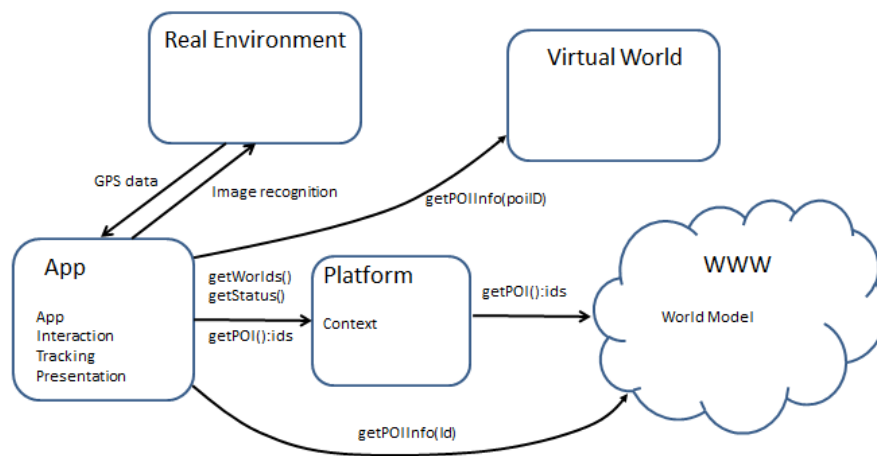 Real Environment
Virtual World
GPS data
Image recognition
getPOIInfo(poiID)
App
App
Interaction
Tracking
Presentation
getWorlds()
getStatus()
getPOI():ids
Platform
Context
getPOI():ids
WWW
World Model
getPOIInfo(Id)